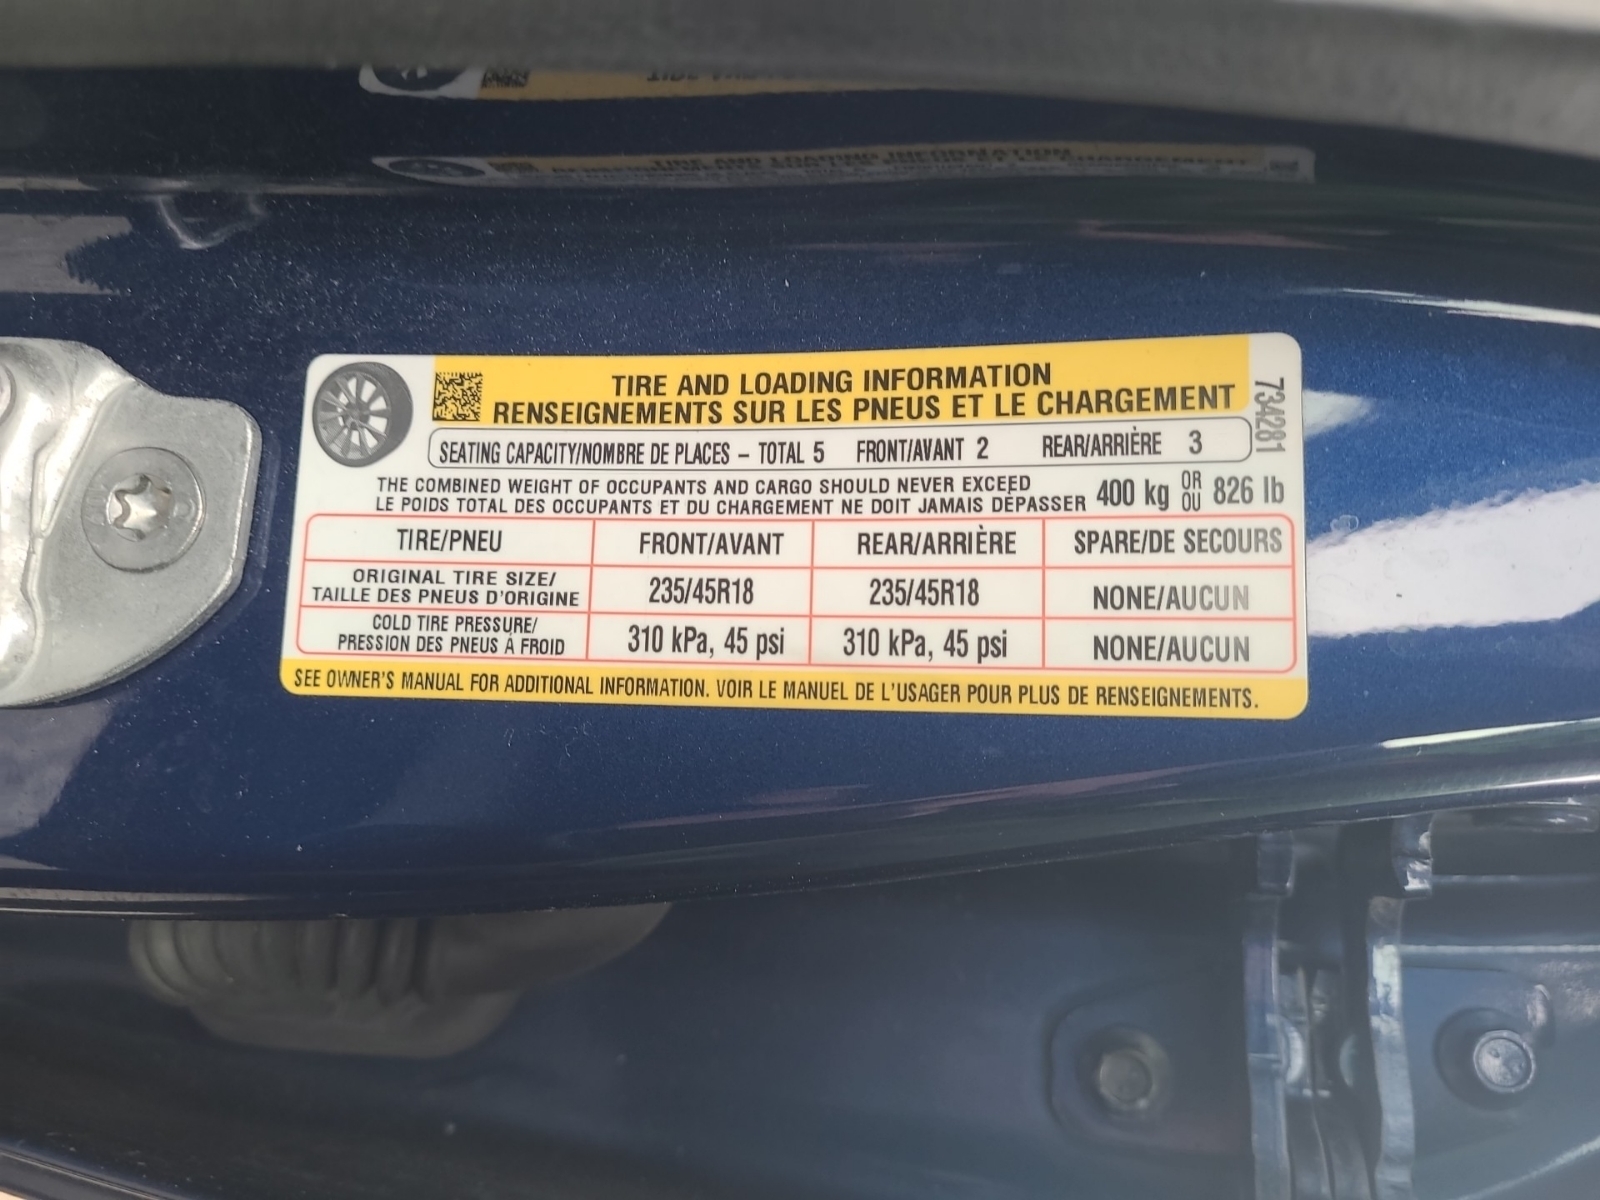 TIRE AND LOADING INFORMATION
RENSEIGNEMENTS SUR LES PNEUS ET LE CHARGEMENT
734281
SEATING CAPACITY/NOMBRE DE PLACES – TOTAL 5 FRONT/AVANT 2 REAR/ARRIÈRE 3
THE COMBINED WEIGHT OF OCCUPANTS AND CARGO SHOULD NEVER EXCEED
LE POIDS TOTAL DES OCCUPANTS ET DU CHARGEMENT NE DOIT JAMAIS DÉPASSER
400 kg OR OU 826 lb
TIRE/PNEU FRONT/AVANT REAR/ARRIÈRE SPARE/DE SECOURS
ORIGINAL TIRE SIZE/
TAILLE DES PNEUS D'ORIGINE
235/45R18 235/45R18 NONE/AUCUN
COLD TIRE PRESSURE/
PRESSION DES PNEUS À FROID
310 kPa, 45 psi 310 kPa, 45 psi NONE/AUCUN
SEE OWNER'S MANUAL FOR ADDITIONAL INFORMATION. VOIR LE MANUEL DE L'USAGER POUR PLUS DE RENSEIGNEMENTS.